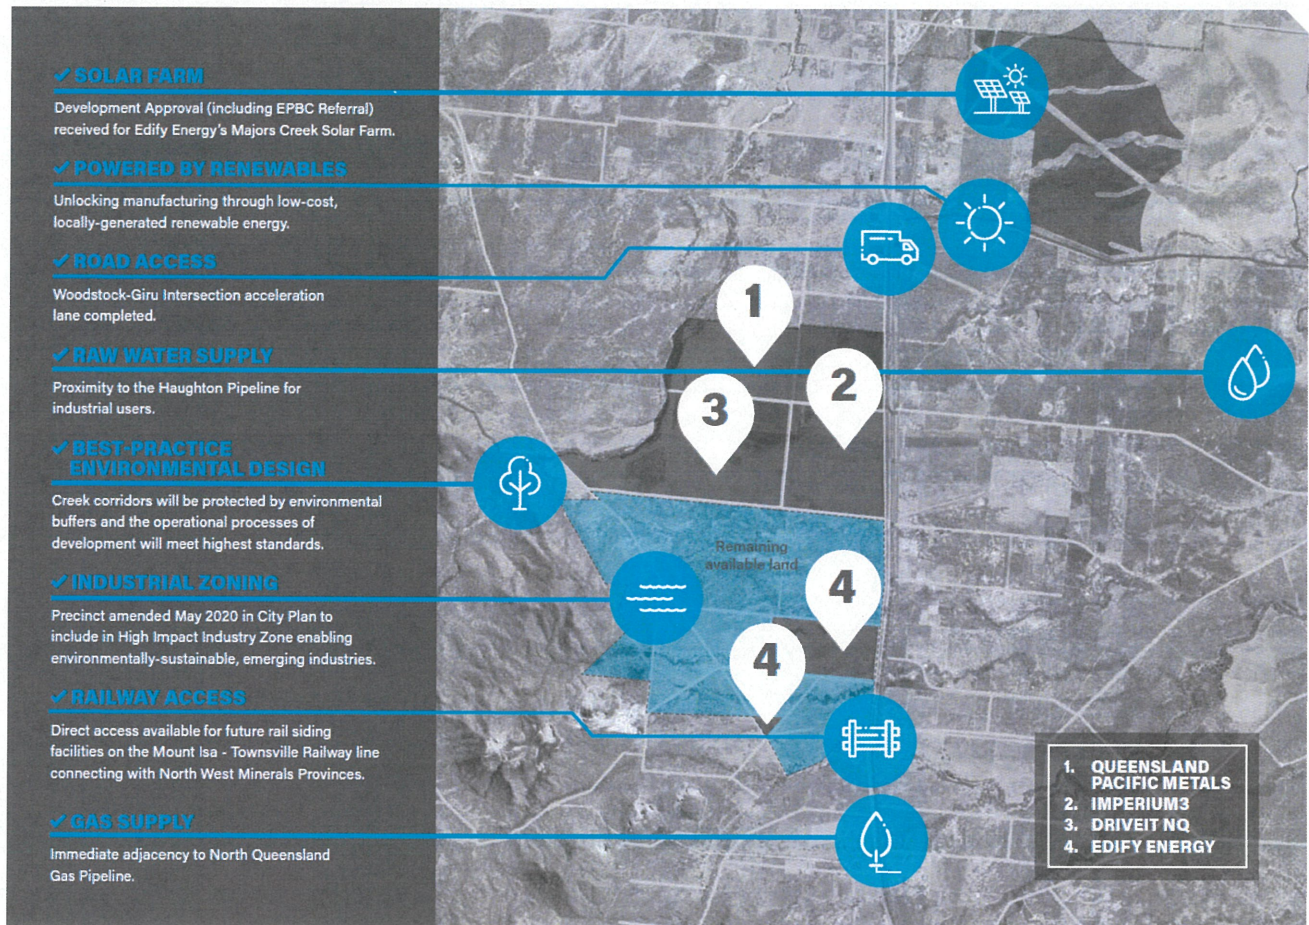 SOLAR FARM
Development Approval (including EPBC Referral)
received for Edify Energy's Majors Creek Solar Farm.
POWERED BY RENEWABLES
Unlocking manufacturing through low-cost,
locally-generated renewable energy.
ROAD ACCESS
Woodstock-Giru Intersection acceleration
lane completed.
RAW WATER SUPPLY
Proximity to the Haughton Pipeline for
industrial users.
BEST-PRACTICE
ENVIRONMENTAL DESIGN
Creek corridors will be protected by environmental
buffers and the operational processes of
development will meet highest standards.
INDUSTRIAL ZONING
Precinct amended May 2020 in City Plan to
include in High Impact Industry Zone enabling
environmentally-sustainable, emerging industries.
RAILWAY ACCESS
Direct access available for future rail siding
facilities on the Mount Isa - Townsville Railway line
connecting with North West Minerals Provinces.
GAS SUPPLY
Immediate adjacency to North Queensland
Gas Pipeline.
1
2
3
Remaining
available land
4
4
1. QUEENSLAND
PACIFIC METALS
2. IMPERIUM3
3. DRIVEIT NQ
4. EDIFY ENERGY